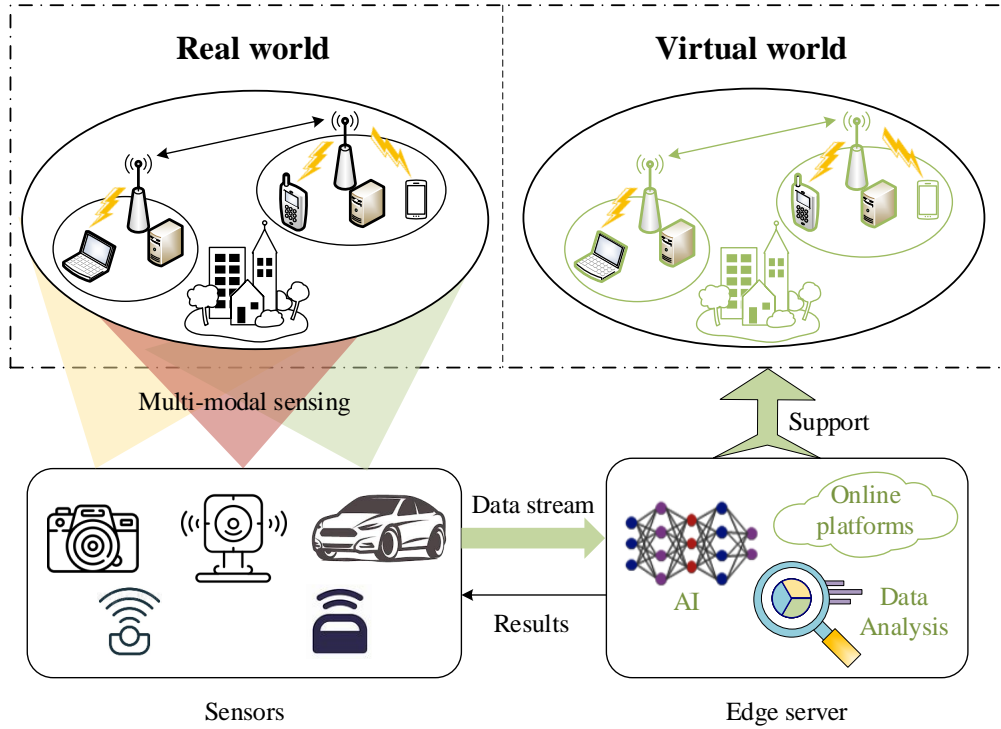 Real world
Virtual world
Multi-modal sensing
Support
Data stream
Results
Online
platforms
AI
Data
Analysis
Sensors
Edge server